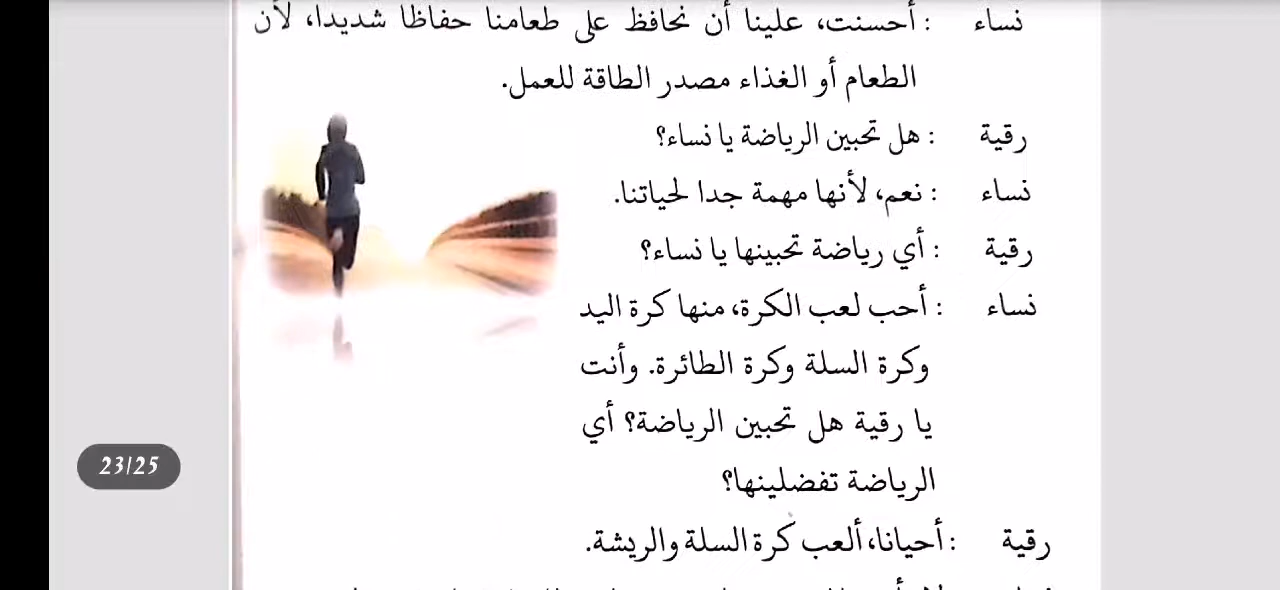 نساء : أحسنت، علينا أن نحافظ على طعامنا حفاظا شديدا، لأن
الطعام أو الغذاء مصدر الطاقة للعمل.
رقية : هل تحبين الرياضة يا نساء؟
نساء : نعم، لأنها مهمة جدا لحياتنا.
رقية : أي رياضة تحبينها يا نساء؟
نساء : أحب لعب الكرة، منها كرة اليد
وكرة السلة وكرة الطائرة. وأنت
يا رقية هل تحبين الرياضة؟ أي
الرياضة تفضلينها؟
رقية : أحيانا، ألعب كرة السلة والريشة.
23/25